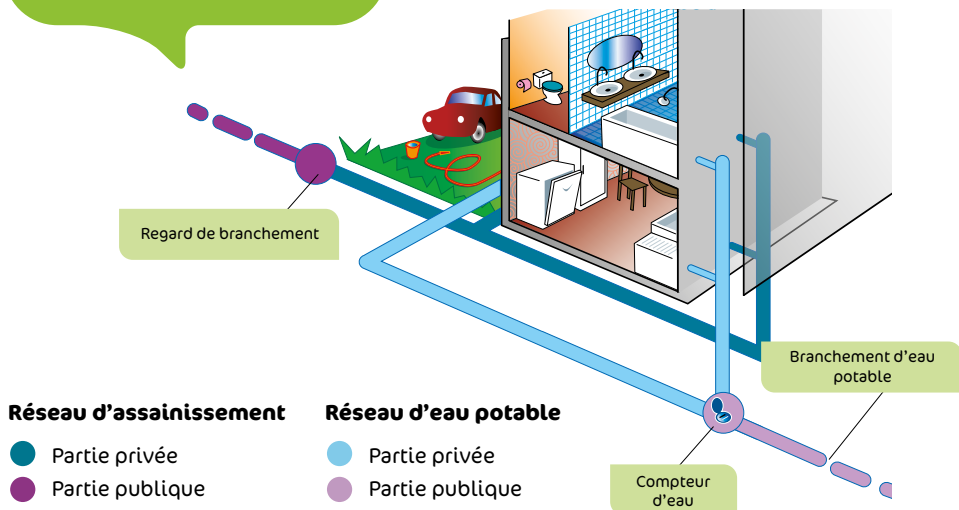 Regard de branchement
Branchement d'eau
potable
Réseau d'assainissement
Partie privée
Partie publique
Réseau d'eau potable
Partie privée
Partie publique
Compteur
d'eau